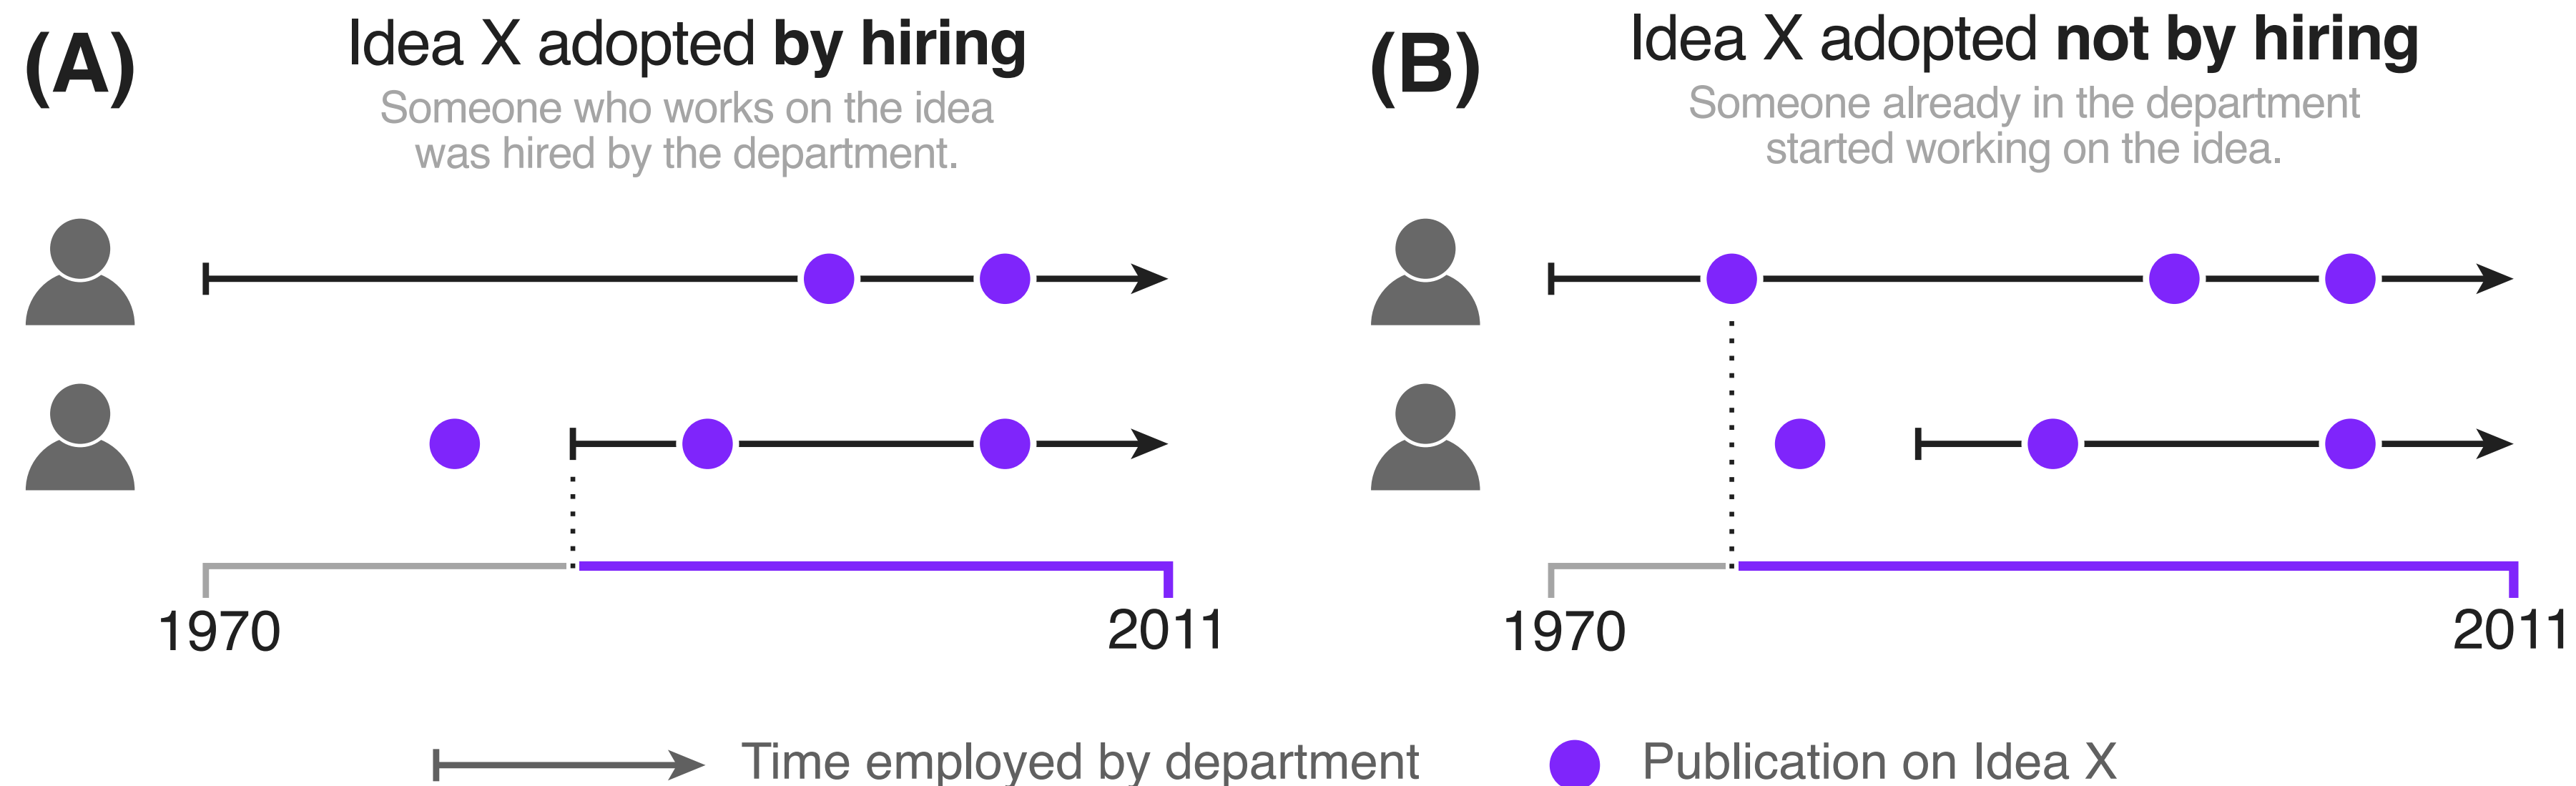 (A)
Idea X adopted by hiring
Someone who works on the idea
was hired by the department.
1970
2011
(B)
Idea X adopted not by hiring
Someone already in the department
started working on the idea.
1970
2011
Time employed by department
Publication on Idea X